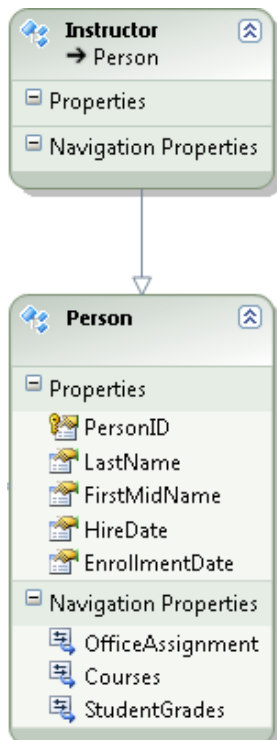 Instructor
➔ Person
Properties
Navigation Properties
Person
Properties
PersonID
LastName
FirstMidName
HireDate
EnrollmentDate
Navigation Properties
OfficeAssignment
Courses
StudentGrades